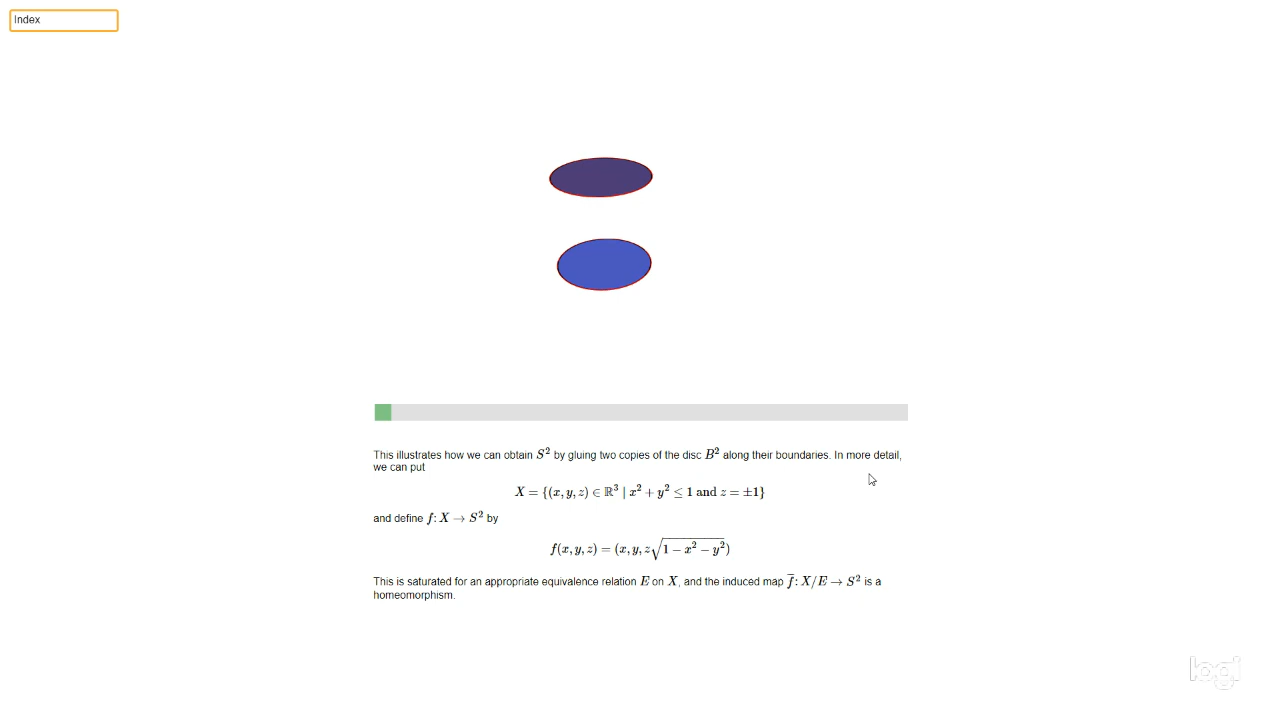 Index
This illustrates how we can obtain S² by gluing two copies of the disc B² along their boundaries. In more detail,
we can put
X = {(x, y, z) ∈ ℝ³ | x² + y² ≤ 1 and z = ±1}
and define f: X → S² by
f(x, y, z) = (x, y, z√(1 − x² − y²))
This is saturated for an appropriate equivalence relation E on X, and the induced map f̅: X/E → S² is a
homeomorphism.
logi